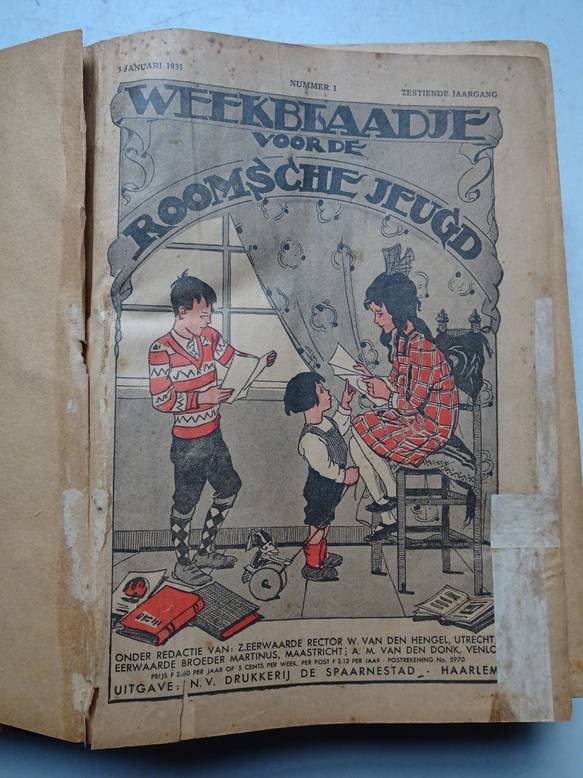 JANUARI 1931
NUMMER 1
ZESTIENDE JAARGANG
WEEKBLAADJE
VOOR DE
ROOMSCHE JEUGD
ONDER REDACTIE VAN: Z.EERWAARDE RECTOR W. VAN DEN HENGEL, UTRECHT
EERWAARDE BROEDER MARTINUS, MAASTRICHT; A. M. VAN DEN DONK, VENLO
PRIJS F 2.60 PER JAAR OF 5 CENTS PER WEEK, PER POST F 3.12 PER JAAR - POSTREKENING No. 5970
UITGAVE: N.V. DRUKKERIJ DE SPAARNESTAD - HAARLEM